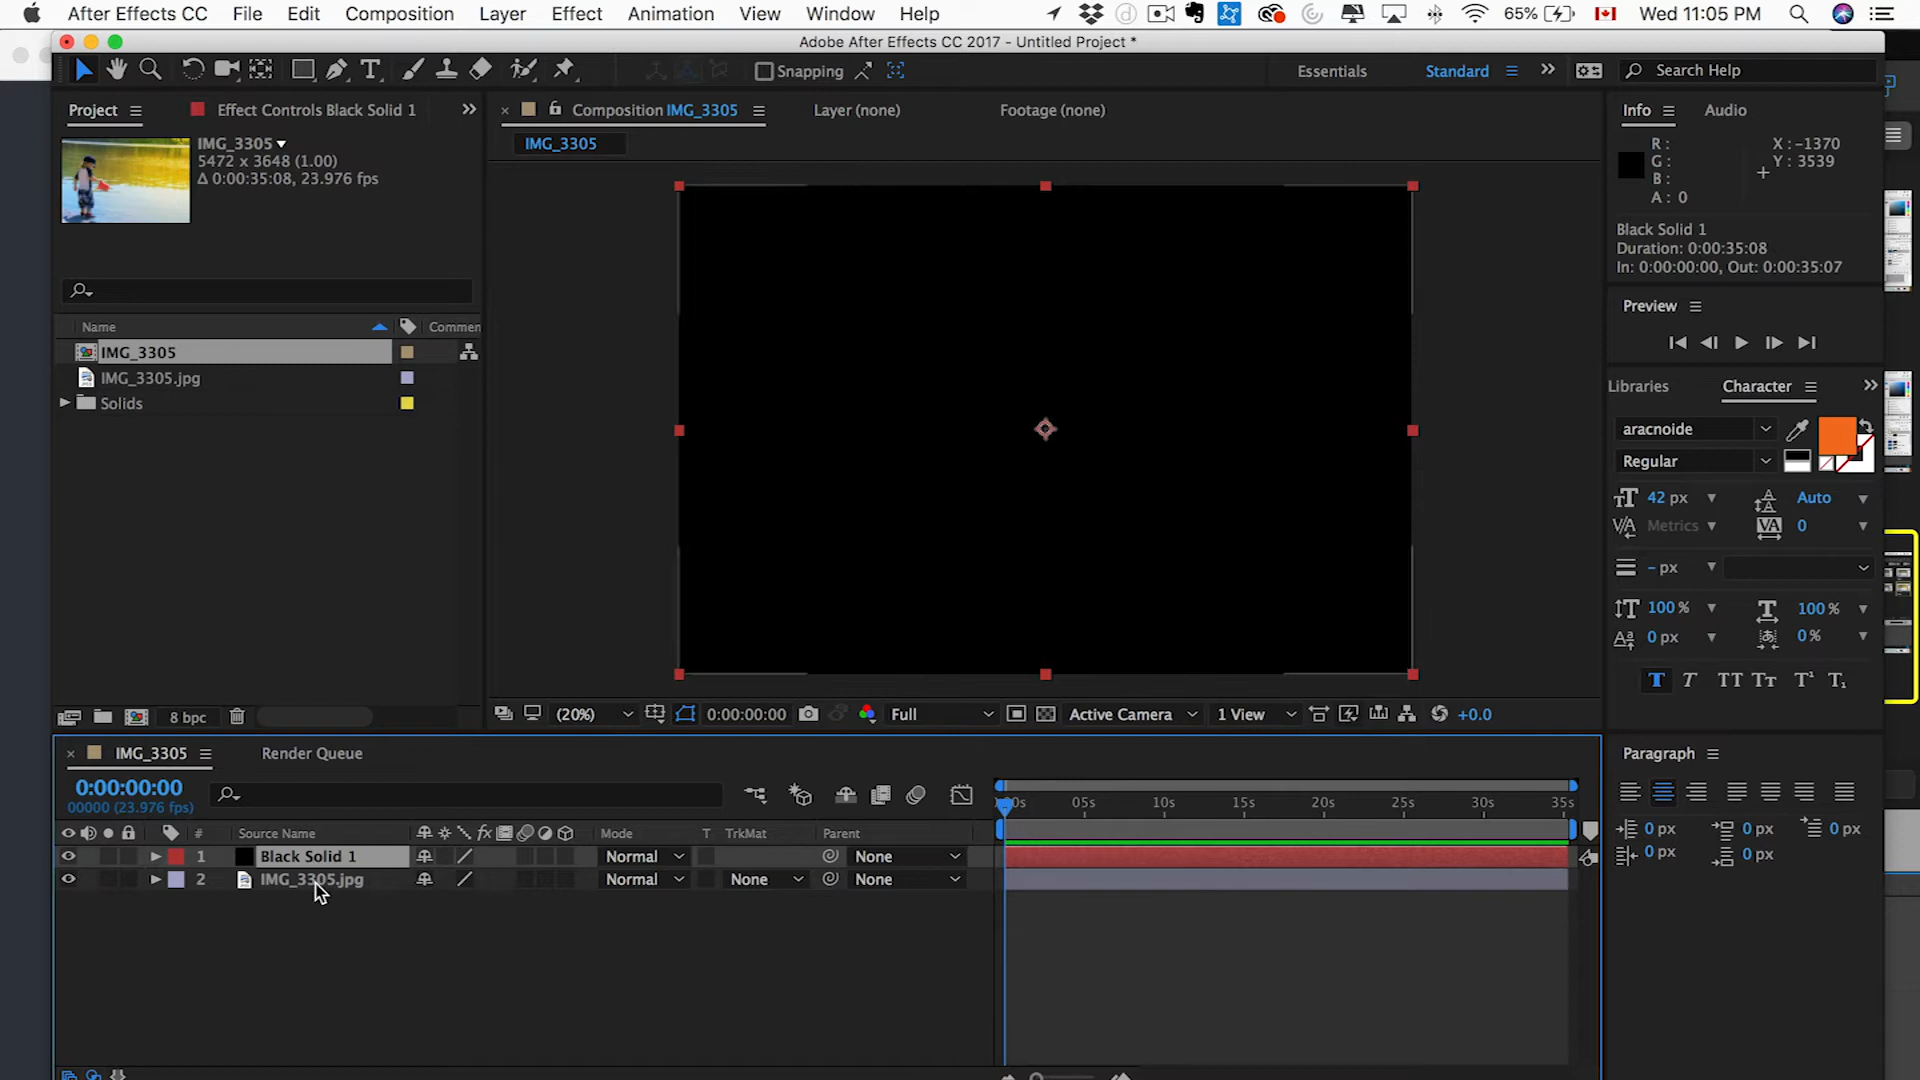 After Effects CC File Edit Composition Layer Effect Animation View Window Help 65% Wed 11:05 PM
Adobe After Effects CC 2017 - Untitled Project *
Snapping Essentials Standard Search Help
Project Effect Controls Black Solid 1 Composition IMG_3305 Layer (none) Footage (none) Info Audio
IMG_3305
5472 x 3648 (1.00)
Δ 0:00:35:08, 23.976 fps
IMG_3305
R :
G :
B :
A : 0
X : -1370
Y : 3539
Black Solid 1
Duration: 0:00:35:08
In: 0:00:00:00, Out: 0:00:35:07
Preview
Name Commen
IMG_3305
IMG_3305.jpg
Solids
Libraries Character
aracnoide
Regular
42 px Auto
Metrics 0
- px
100 % 100 %
0 px 0 %
T T TT Tт T¹ T₁
8 bpc (20%) 0:00:00:00 Full Active Camera 1 View +0.0
IMG_3305 Render Queue
Paragraph
0:00:00:00
00000 (23.976 fps)
05s 10s 15s 20s 25s 30s 35s
# Source Name Mode T TrkMat Parent
1 Black Solid 1 Normal None
2 IMG_3305.jpg Normal None None
0 px 0 px 0 px
0 px 0 px